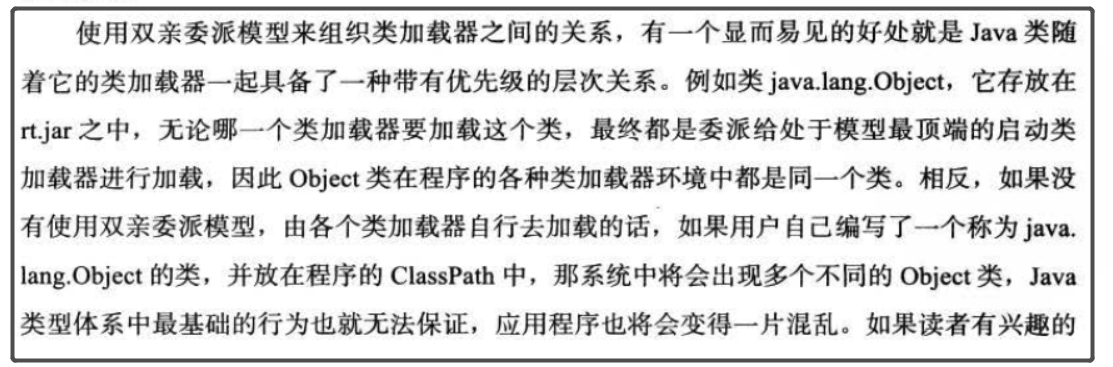 使用双亲委派模型来组织类加载器之间的关系，有一个显而易见的好处就是 Java 类随
着它的类加载器一起具备了一种带有优先级的层次关系。例如类 java.lang.Object，它存放在
rt.jar 之中，无论哪一个类加载器要加载这个类，最终都是委派给处于模型最顶端的启动类
加载器进行加载，因此 Object 类在程序的各种类加载器环境中都是同一个类。相反，如果没
有使用双亲委派模型，由各个类加载器自行去加载的话，如果用户自己编写了一个称为 java.
lang.Object 的类，并放在程序的 ClassPath 中，那系统中将会出现多个不同的 Object 类，Java
类型体系中最基础的行为也就无法保证，应用程序也将会变得一片混乱。如果读者有兴趣的